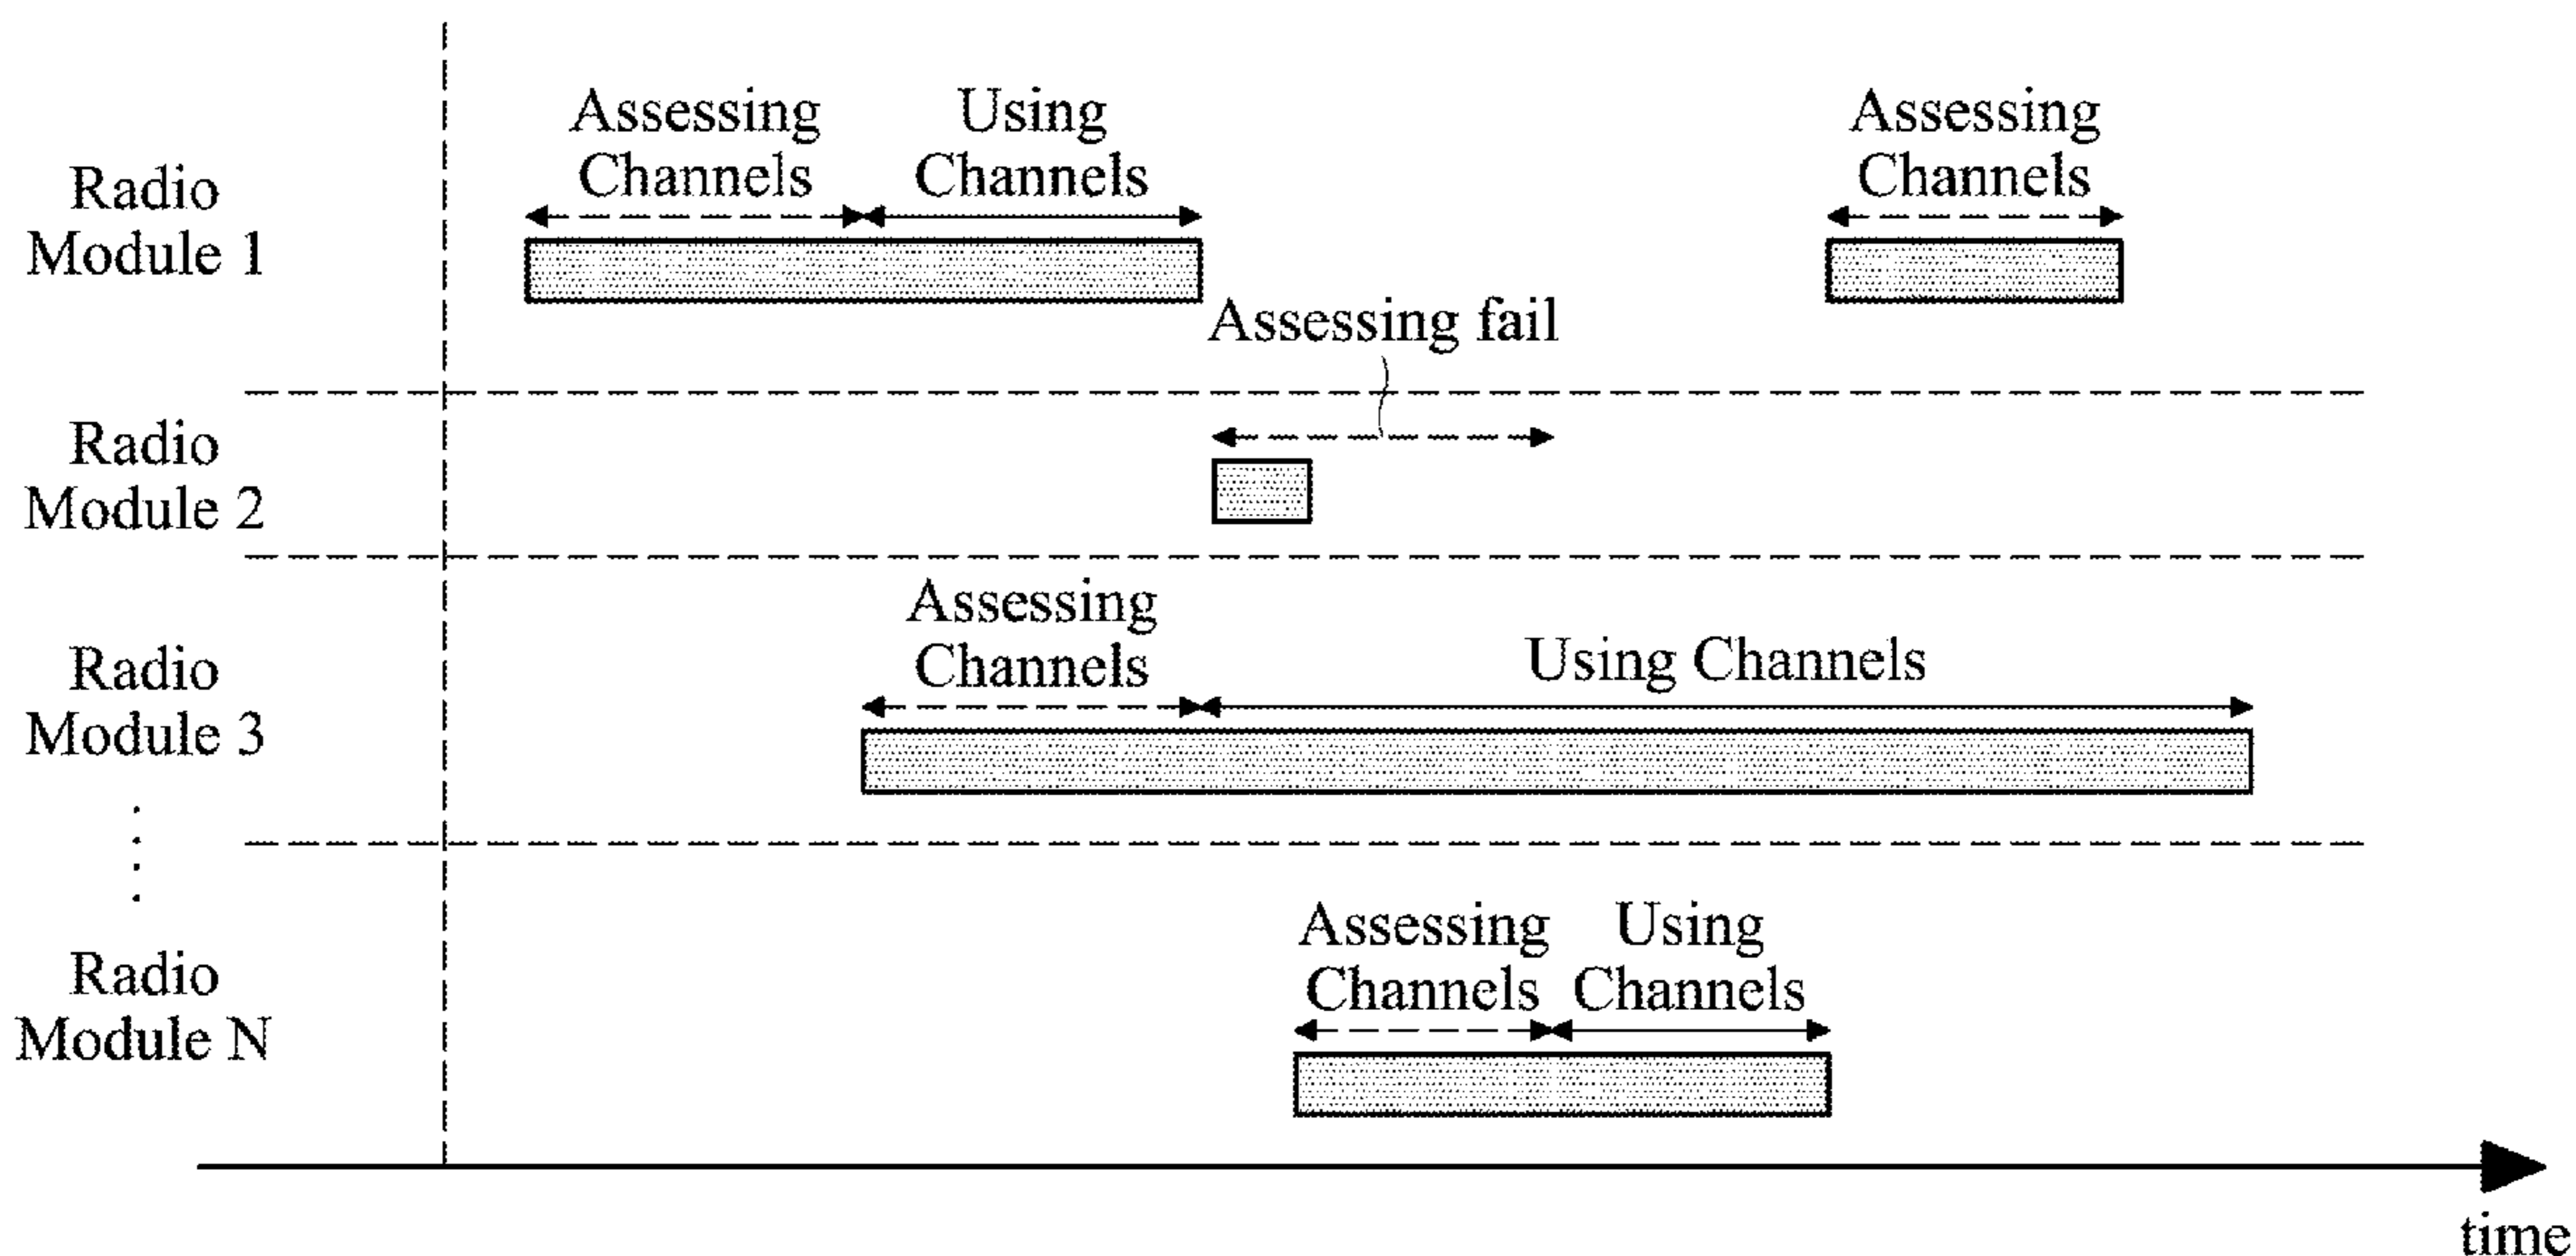 Assessing
Channels
Using
Channels
Assessing
Channels
Radio
Module 1
Assessing fail
Radio
Module 2
Assessing
Channels
Using Channels
Radio
Module 3
Assessing
Channels
Using
Channels
Radio
Module N
time